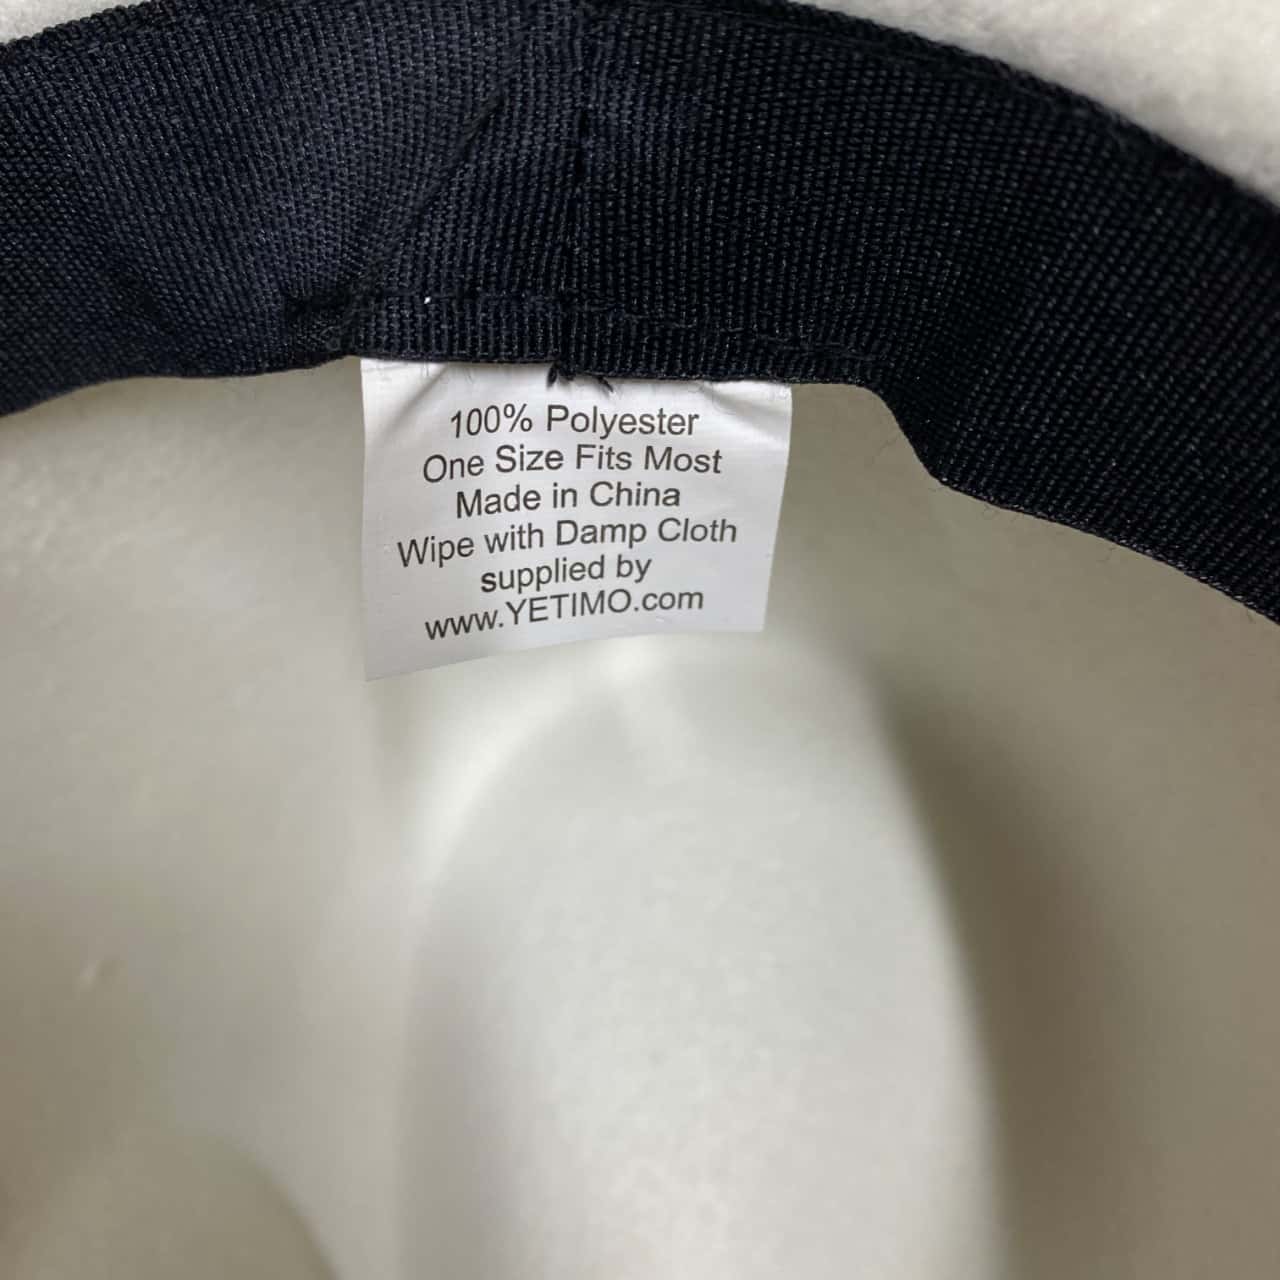 100% Polyester
One Size Fits Most
Made in China
Wipe with Damp Cloth
supplied by
www.YETIMO.com